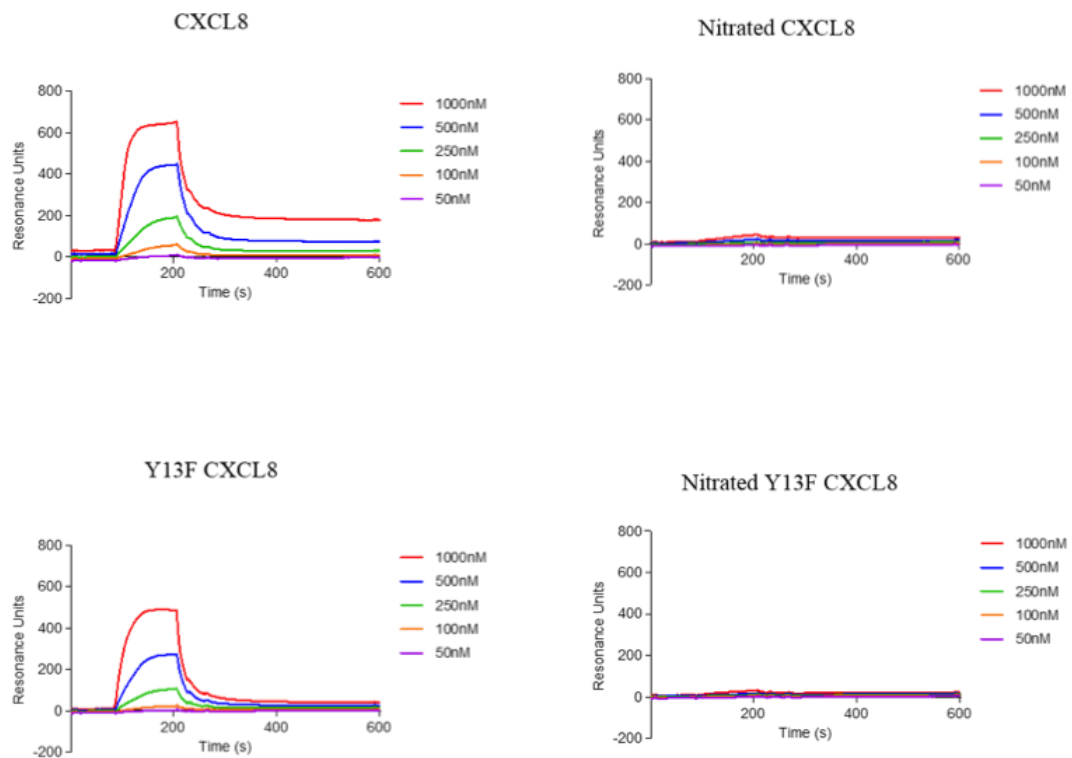 CXCL8
800
600
400
200
0
-200
Resonance Units
200
400
600
Time (s)
1000nM
500nM
250nM
100nM
50nM
Nitrated CXCL8
800
600
400
200
0
-200
Resonance Units
200
400
600
Time (s)
1000nM
500nM
250nM
100nM
50nM
Y13F CXCL8
800
600
400
200
0
-200
Resonance Units
200
400
600
Time (s)
1000nM
500nM
250nM
100nM
50nM
Nitrated Y13F CXCL8
800
600
400
200
0
-200
Resonance Units
200
400
600
Time (s)
1000nM
500nM
250nM
100nM
50nM